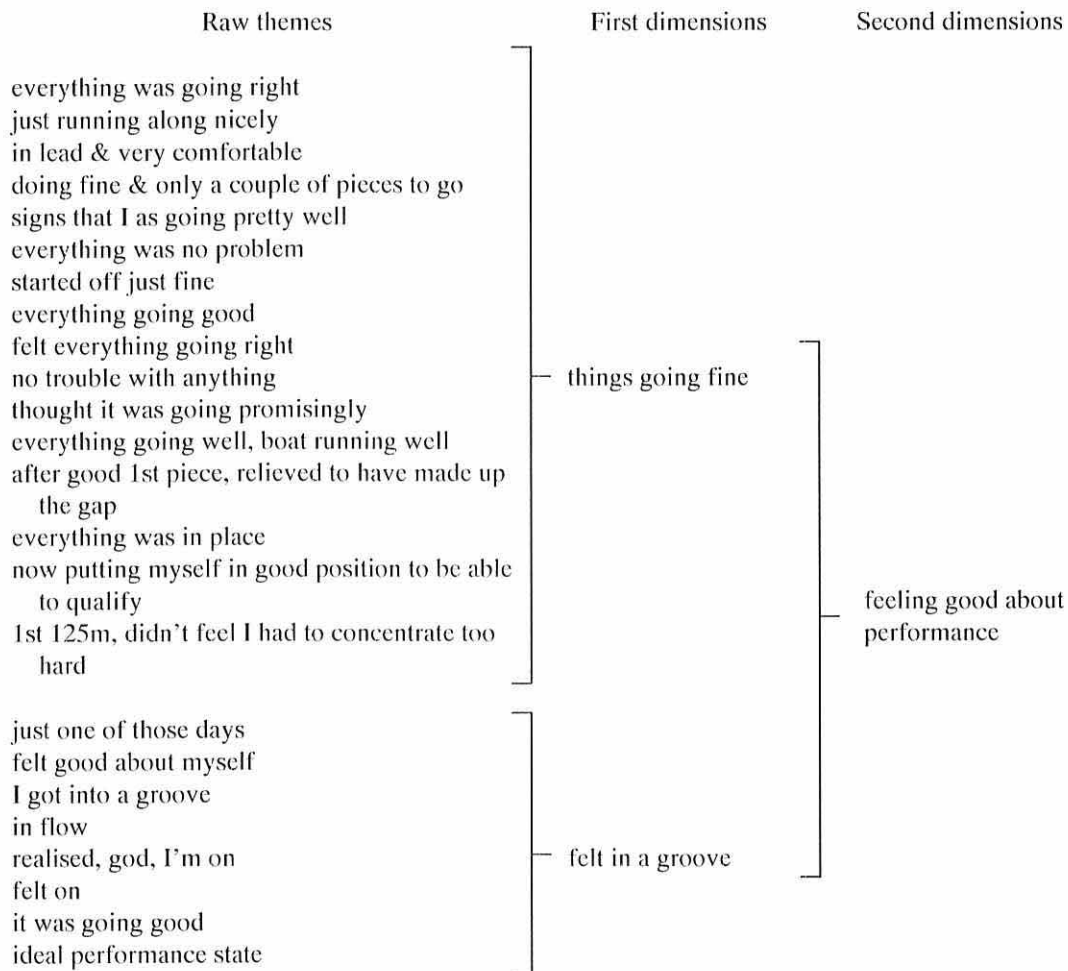 Raw themes First dimensions Second dimensions
everything was going right
just running along nicely
in lead & very comfortable
doing fine & only a couple of pieces to go
signs that I as going pretty well
everything was no problem
started off just fine
everything going good
felt everything going right
no trouble with anything
things going fine
thought it was going promisingly
everything going well, boat running well
after good 1st piece, relieved to have made up
the gap
everything was in place
now putting myself in good position to be able
to qualify
feeling good about
performance
1st 125m, didn't feel I had to concentrate too
hard
just one of those days
felt good about myself
I got into a groove
in flow
realised, god, I'm on
felt in a groove
felt on
it was going good
ideal performance state